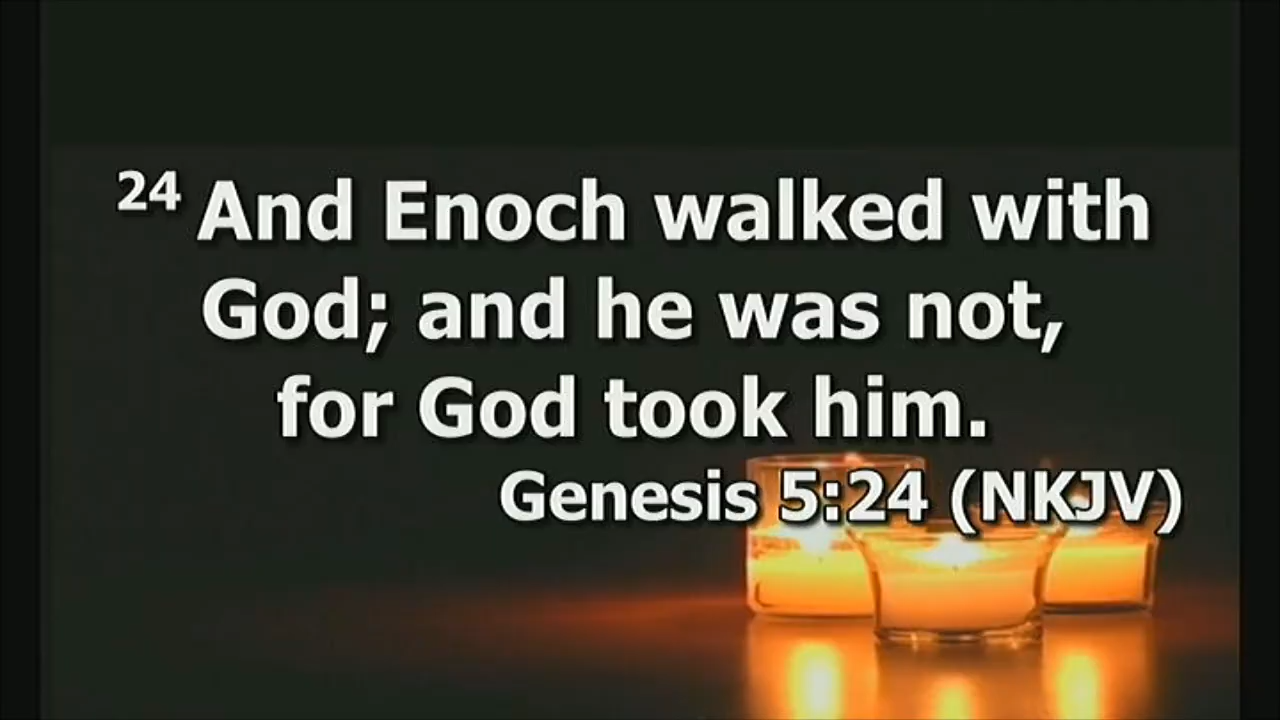 24 And Enoch walked with
God; and he was not,
for God took him.
Genesis 5:24 (NKJV)